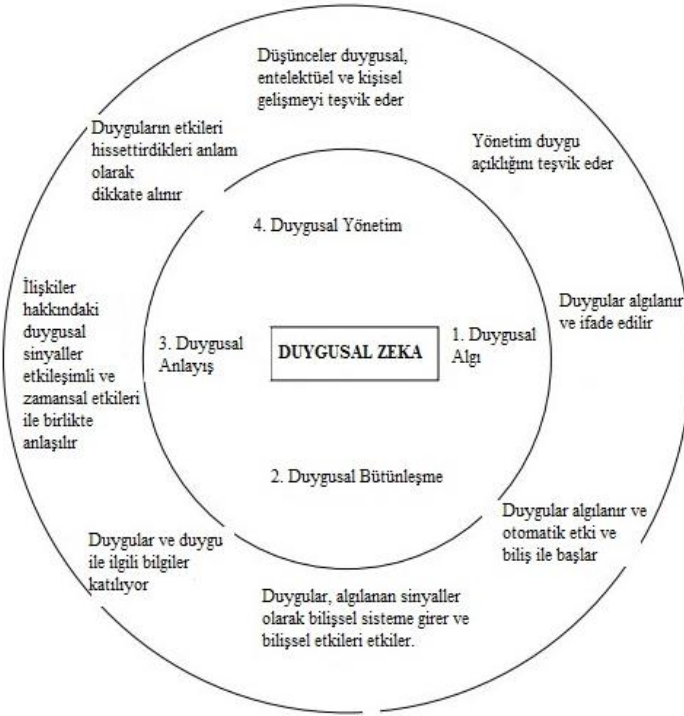 Düşünceler duygusal,
entelektüel ve kişisel
gelişmeyi teşvik eder
Duyguların etkileri
hissettirdikleri anlam
olarak
dikkate alınır
Yönetim duygu
açıklığını teşvik eder
4. Duygusal Yönetim
İlişkiler
hakkındaki
duygusal
sinyaller
etkileşimli ve
zamansal etkileri
ile birlikte
anlaşılır
3. Duygusal
Anlayış
DUYGUSAL ZEKA
1. Duygusal
Algı
Duygular algılanır
ve ifade edilir
2. Duygusal Bütünleşme
Duygular algılanır ve
otomatik etki ve
biliş ile başlar
Duygular ve duygu
ile ilgili bilgiler
katılıyor
Duygular, algılanan sinyaller
olarak bilişsel sisteme girer ve
bilişsel etkileri etkiler.